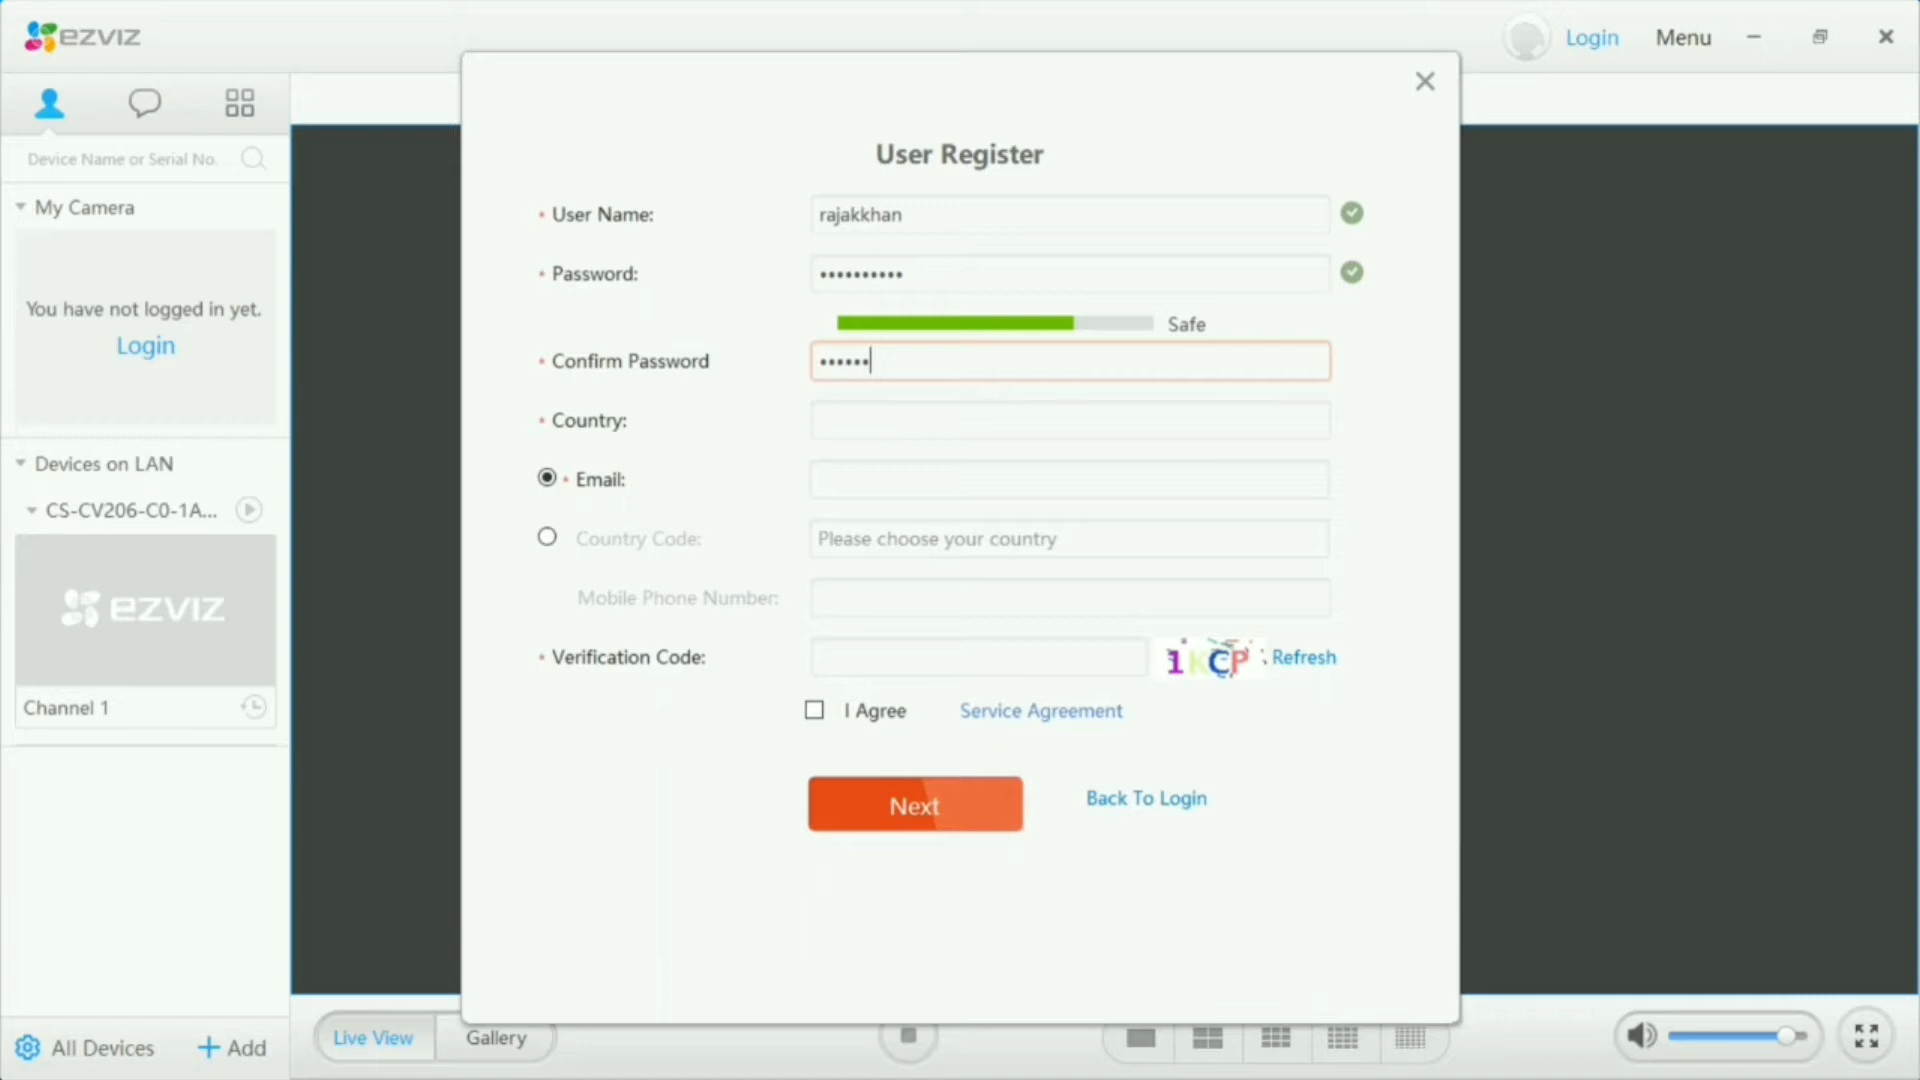 ezviz
Login
Menu
Device Name or Serial No.
My Camera
You have not logged in yet.
Login
Devices on LAN
CS-CV206-C0-1A...
ezviz
Channel 1
All Devices
Add
User Register
* User Name:
rajakkhan
* Password:
••••••••••
Safe
* Confirm Password
••••••
* Country:
* Email:
Country Code:
Please choose your country
Mobile Phone Number:
* Verification Code:
1KCP
Refresh
I Agree
Service Agreement
Next
Back To Login
Live View
Gallery